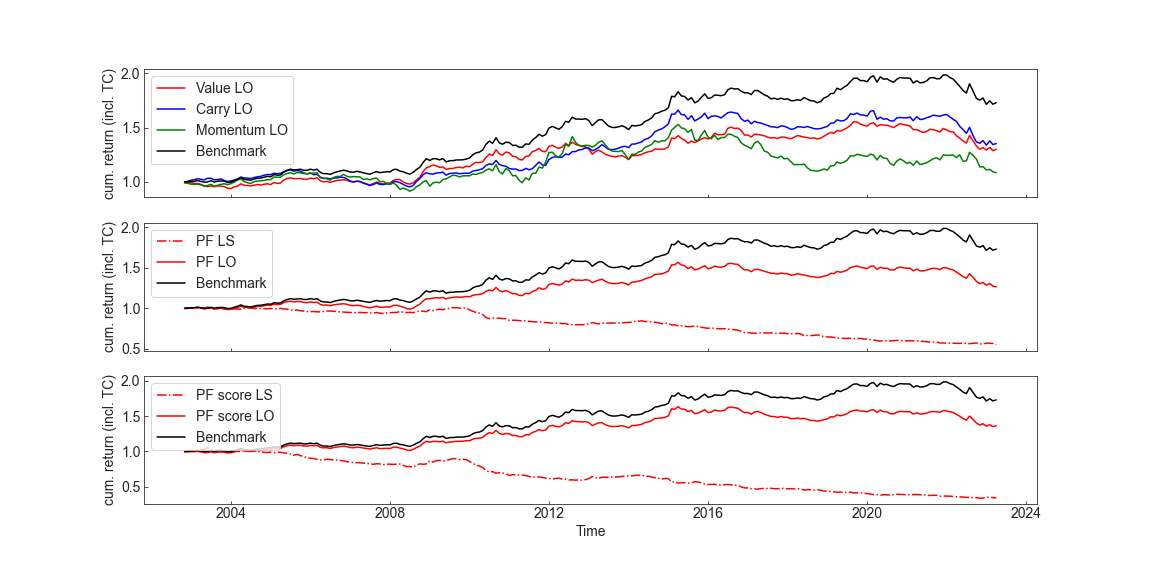 cum. return (incl. TC)
2.0
1.5
1.0
Value LO
Carry LO
Momentum LO
Benchmark
cum. return (incl. TC)
2.0
1.5
1.0
0.5
PF LS
PF LO
Benchmark
cum. return (incl. TC)
2.0
1.5
1.0
0.5
PF score LS
PF score LO
Benchmark
2004 2008 2012 2016 2020 2024
Time